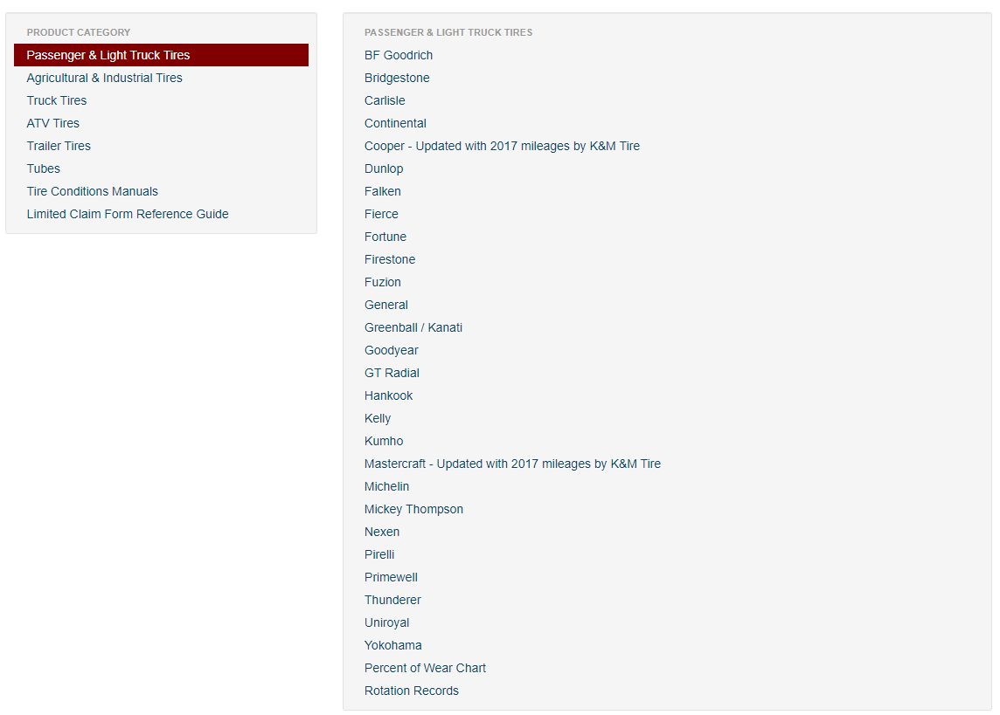 PRODUCT CATEGORY
Passenger & Light Truck Tires
Agricultural & Industrial Tires
Truck Tires
ATV Tires
Trailer Tires
Tubes
Tire Conditions Manuals
Limited Claim Form Reference Guide
PASSENGER & LIGHT TRUCK TIRES
BF Goodrich
Bridgestone
Carlisle
Continental
Cooper - Updated with 2017 mileages by K&M Tire
Dunlop
Falken
Fierce
Fortune
Firestone
Fuzion
General
Greenball / Kanati
Goodyear
GT Radial
Hankook
Kelly
Kumho
Mastercraft - Updated with 2017 mileages by K&M Tire
Michelin
Mickey Thompson
Nexen
Pirelli
Primewell
Thunderer
Uniroyal
Yokohama
Percent of Wear Chart
Rotation Records